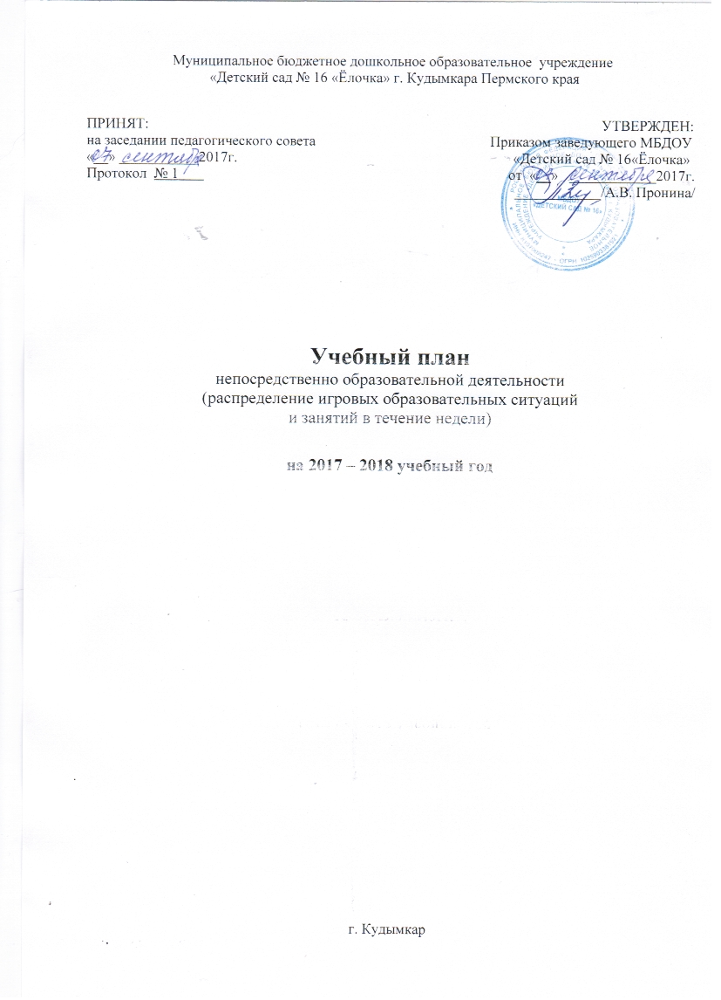 Муниципальное бюджетное дошкольное образовательное учреждение
«Детский сад № 16 «Ёлочка» г. Кудымкара Пермского края
ПРИНЯТ:
на заседании педагогического совета
«07» сентября 2017г.
Протокол № 1
УТВЕРЖДЕН:
Приказом заведующего МБДОУ
«Детский сад № 16«Ёлочка»
от «07» сентября 2017г.
/А.В. Пронина/
«ДЕТСКИЙ САД № 16»
Учебный план
непосредственно образовательной деятельности
(распределение игровых образовательных ситуаций
и занятий в течение недели)
на 2017 – 2018 учебный год
г. Кудымкар